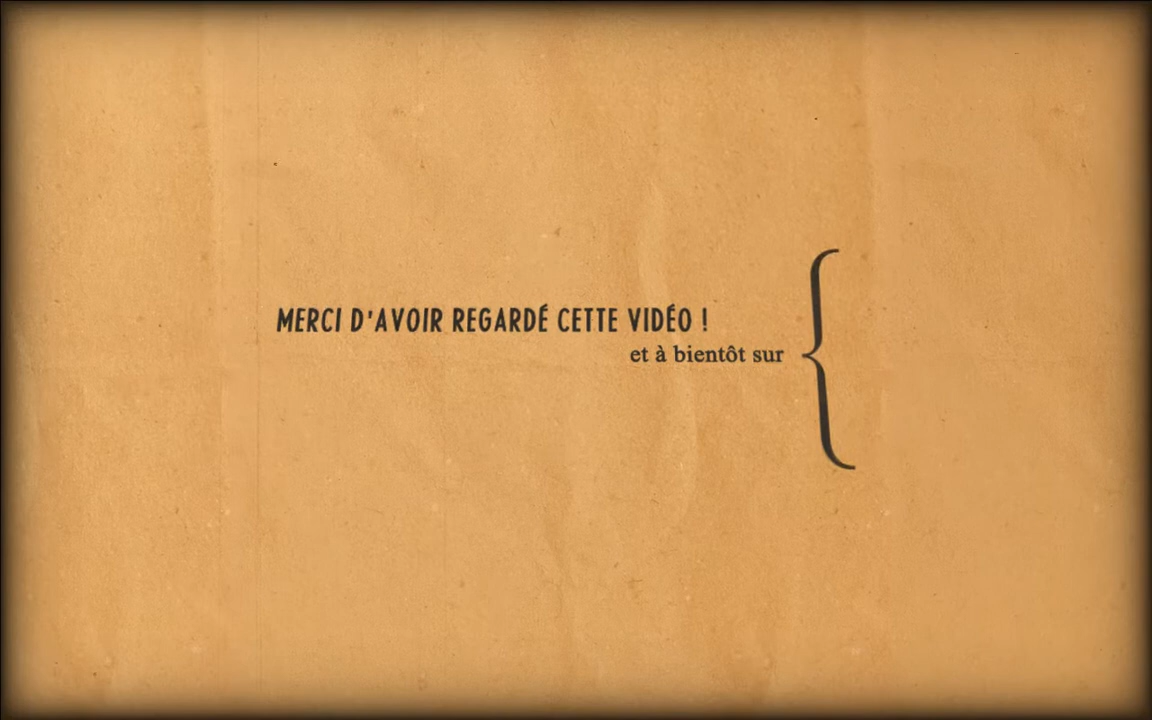 MERCI D'AVOIR REGARDÉ CETTE VIDÉO !
et à bientôt sur {